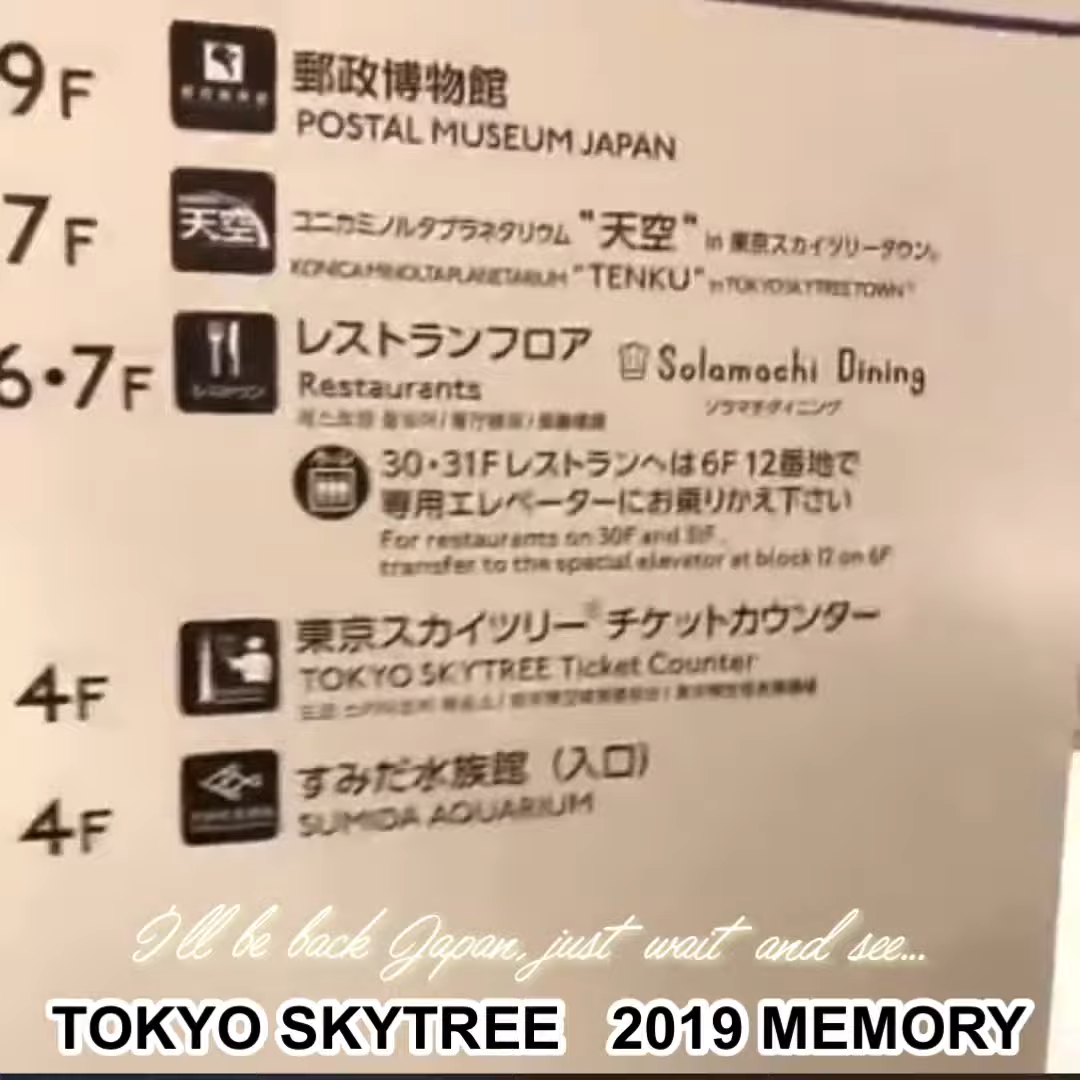 9F
郵政博物館
POSTAL MUSEUM JAPAN
7F
天空
コニカミノルタプラネタリウム "天空" in 東京スカイツリータウン®
KONICA MINOLTA PLANETARIUM "TENKU" in TOKYO SKYTREE TOWN®
6・7F
レストランフロア
Solamachi Dining
Restaurants
ソラマチダイニング
30・31Fレストランへは6F 12番地で
専用エレベーターにお乗りかえ下さい
For restaurants on 30F and 31F,
transfer to the special elevator at block 12 on 6F
4F
東京スカイツリー® チケットカウンター
TOKYO SKYTREE Ticket Counter
4F
すみだ水族館（入口）
SUMIDA AQUARIUM
I'll be back Japan, just wait and see...
TOKYO SKYTREE 2019 MEMORY